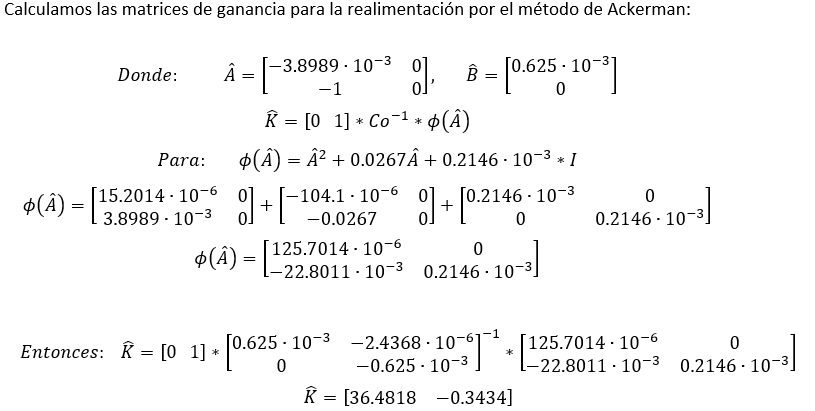 Calculamos las matrices de ganancia para la realimentación por el método de Ackerman:
Donde: Â = [−3.8989 · 10⁻³ 0; −1 0], B̂ = [0.625 · 10⁻³; 0]
K̂ = [0 1] * Co⁻¹ * ϕ(Â)
Para: ϕ(Â) = Â² + 0.0267Â + 0.2146 · 10⁻³ * I
ϕ(Â) = [15.2014 · 10⁻⁶ 0; 3.8989 · 10⁻³ 0] + [−104.1 · 10⁻⁶ 0; −0.0267 0] + [0.2146 · 10⁻³ 0; 0 0.2146 · 10⁻³]
ϕ(Â) = [125.7014 · 10⁻⁶ 0; −22.8011 · 10⁻³ 0.2146 · 10⁻³]
Entonces: K̂ = [0 1] * [0.625 · 10⁻³ −2.4368 · 10⁻⁶; 0 −0.625 · 10⁻³]⁻¹ * [125.7014 · 10⁻⁶ 0; −22.8011 · 10⁻³ 0.2146 · 10⁻³]
K̂ = [36.4818 −0.3434]